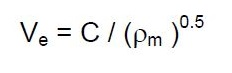 Vₑ = C / (ρₘ )⁰·⁵